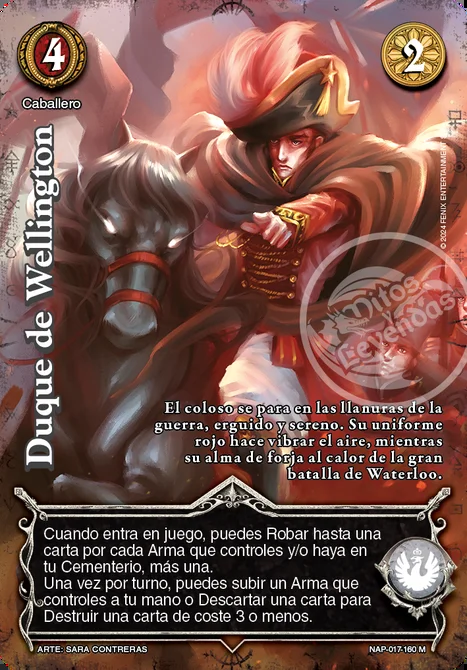 4
2
Caballero
Duque de Wellington
© 2024 FENIX ENTERTAINMENT
Mitos y
Leyendas
El coloso se para en las llanuras de la
guerra, erguido y sereno. Su uniforme
rojo hace vibrar el aire, mientras
su alma de forja al calor de la gran
batalla de Waterloo.
Cuando entra en juego, puedes Robar hasta una
carta por cada Arma que controles y/o haya en
tu Cementerio, más una.
Una vez por turno, puedes subir un Arma que
controles a tu mano o Descartar una carta para
Destruir una carta de coste 3 o menos.
ARTE: SARA CONTRERAS
NAP-017-160 M